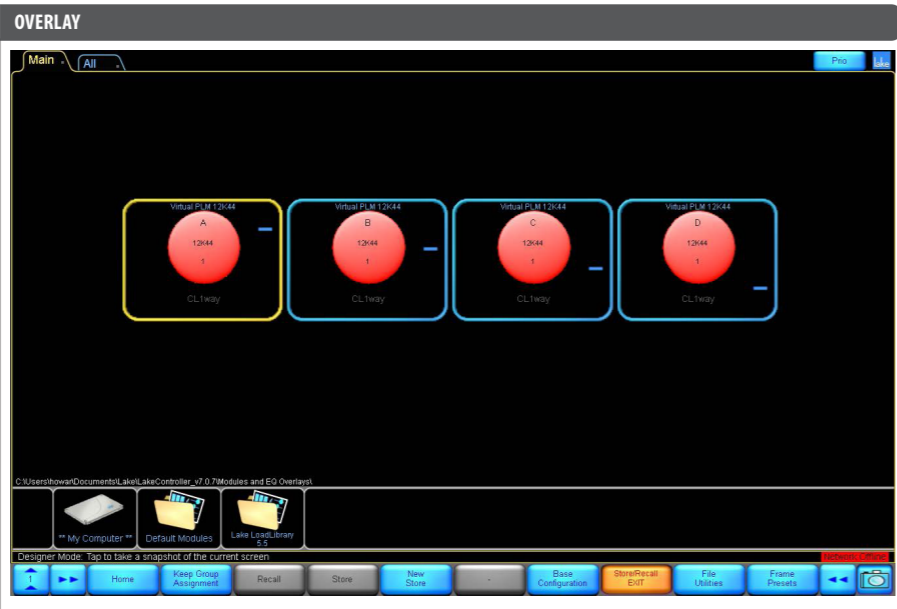 OVERLAY
Main
All
Prio
Lake
Virtual PLM 12K44
A
12K44
1
CL1way
Virtual PLM 12K44
B
12K44
1
CL1way
Virtual PLM 12K44
C
12K44
1
CL1way
Virtual PLM 12K44
D
12K44
1
CL1way
C:\Users\howar\Documents\Lake\LakeController_v7.0.7\Modules and EQ Overlays\
** My Computer **
Default Modules
Lake LoadLibrary
5.5
Designer Mode: Tap to take a snapshot of the current screen
Network: Offline
1
Home
Keep Group
Assignment
Recall
Store
New
Store
-
Base
Configuration
Store/Recall
EXIT
File
Utilities
Frame
Presets